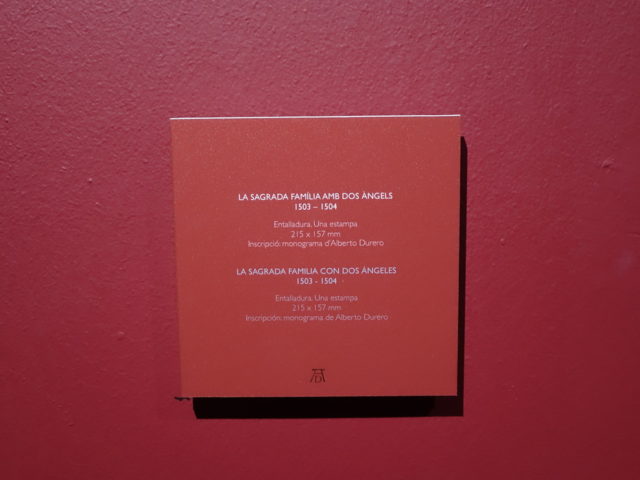 LA SAGRADA FAMÍLIA AMB DOS ÀNGELS
1503 – 1504
Entalladura. Una estampa
215 x 157 mm
Inscripció: monograma d'Alberto Durero
LA SAGRADA FAMILIA CON DOS ÁNGELES
1503 - 1504
Entalladura. Una estampa
215 x 157 mm
Inscripción: monograma de Alberto Durero
AD